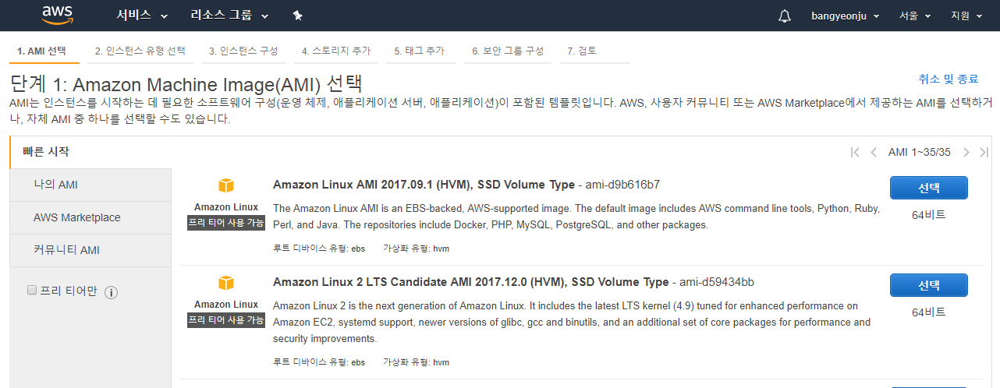 aws 서비스 리소스 그룹 bangyeonju 서울 지원
1. AMI 선택 2. 인스턴스 유형 선택 3. 인스턴스 구성 4. 스토리지 추가 5. 태그 추가 6. 보안 그룹 구성 7. 검토
단계 1: Amazon Machine Image(AMI) 선택
취소 및 종료
AMI는 인스턴스를 시작하는 데 필요한 소프트웨어 구성(운영 체제, 애플리케이션 서버, 애플리케이션)이 포함된 템플릿입니다. AWS, 사용자 커뮤니티 또는 AWS Marketplace에서 제공하는 AMI를 선택하거
나, 자체 AMI 중 하나를 선택할 수도 있습니다.
빠른 시작
나의 AMI
AWS Marketplace
커뮤니티 AMI
프리 티어만
AMI 1~35/35
Amazon Linux
프리 티어 사용 가능
Amazon Linux AMI 2017.09.1 (HVM), SSD Volume Type - ami-d9b616b7
The Amazon Linux AMI is an EBS-backed, AWS-supported image. The default image includes AWS command line tools, Python, Ruby,
Perl, and Java. The repositories include Docker, PHP, MySQL, PostgreSQL, and other packages.
루트 디바이스 유형: ebs 가상화 유형: hvm
선택
64비트
Amazon Linux
프리 티어 사용 가능
Amazon Linux 2 LTS Candidate AMI 2017.12.0 (HVM), SSD Volume Type - ami-d59434bb
Amazon Linux 2 is the next generation of Amazon Linux. It includes the latest LTS kernel (4.9) tuned for enhanced performance on
Amazon EC2, systemd support, newer versions of glibc, gcc and binutils, and an additional set of core packages for performance and
security improvements.
루트 디바이스 유형: ebs 가상화 유형: hvm
선택
64비트